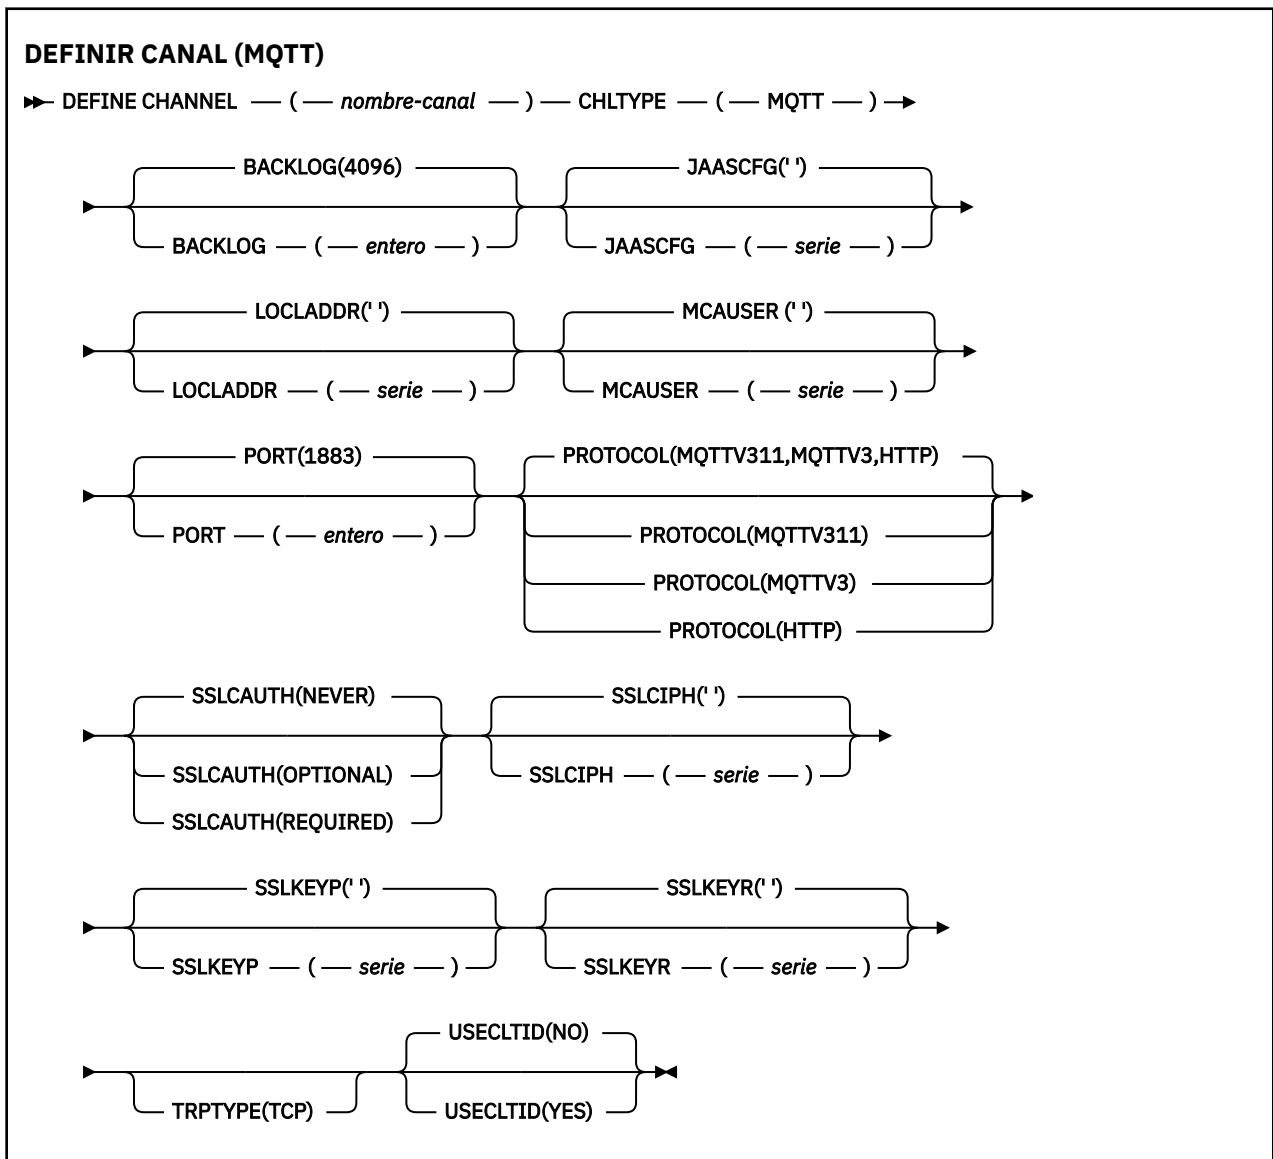 DEFINIR CANAL (MQTT)
DEFINE CHANNEL ( nombre-canal ) CHLTYPE ( MQTT )
BACKLOG(4096) JAASCFG(' ')
BACKLOG ( entero ) JAASCFG ( serie )
LOCLADDR(' ') MCAUSER (' ')
LOCLADDR ( serie ) MCAUSER ( serie )
PORT(1883) PROTOCOL(MQTTV311,MQTTV3,HTTP)
PORT ( entero ) PROTOCOL(MQTTV311)
PROTOCOL(MQTTV3)
PROTOCOL(HTTP)
SSLCAUTH(NEVER) SSLCIPH(' ')
SSLCAUTH(OPTIONAL) SSLCIPH ( serie )
SSLCAUTH(REQUIRED)
SSLKEYP(' ') SSLKEYR(' ')
SSLKEYP ( serie ) SSLKEYR ( serie )
USECLTID(NO)
TRPTYPE(TCP) USECLTID(YES)